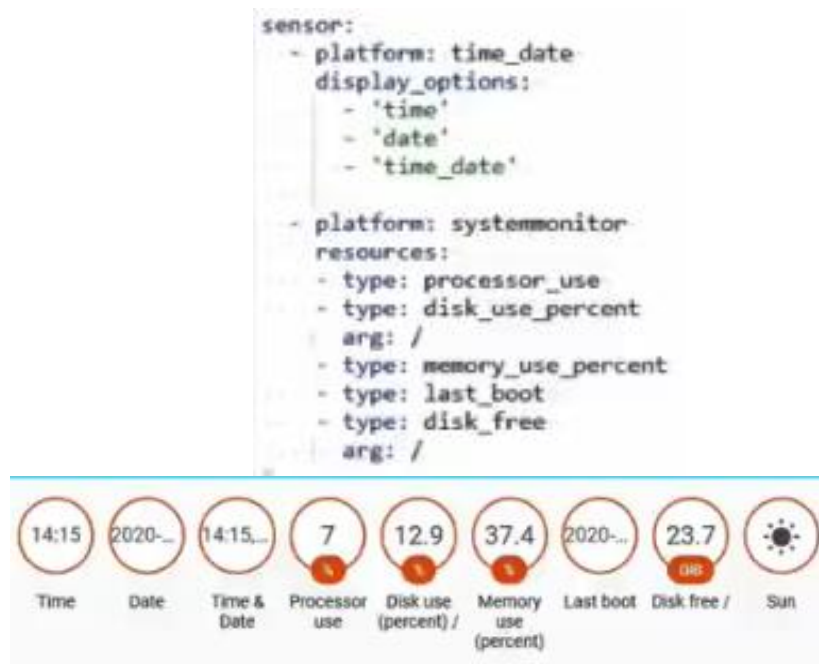 sensor:
- platform: time_date
display_options:
- 'time'
- 'date'
- 'time_date'
- platform: systemmonitor
resources:
- type: processor_use
- type: disk_use_percent
arg: /
- type: memory_use_percent
- type: last_boot
- type: disk_free
arg: /
14:15 2020-... 14:15,... 7 12.9 37.4 2020-... 23.7
% % % GiB
Time Date Time & Processor Disk use Memory Last boot Disk free / Sun
Date use (percent) / use
(percent)